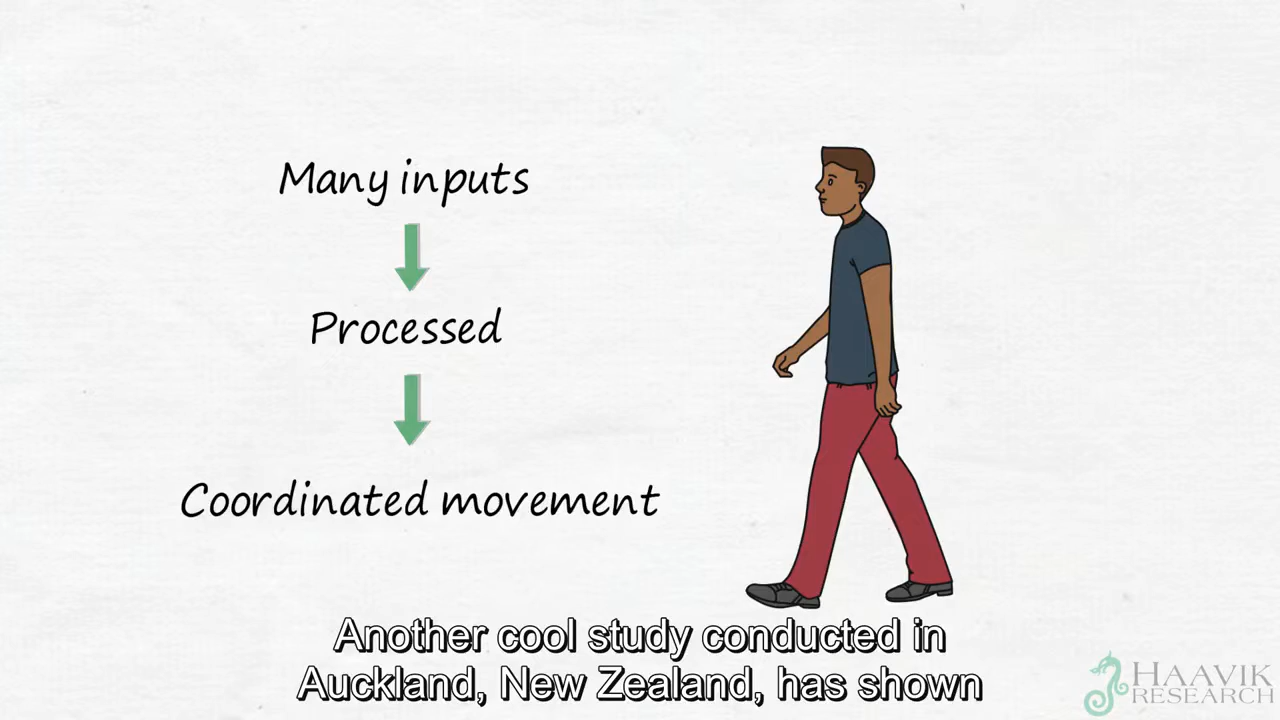 Many inputs
Processed
Coordinated movement
Another cool study conducted in
Auckland, New Zealand, has shown
HAAVIK
RESEARCH